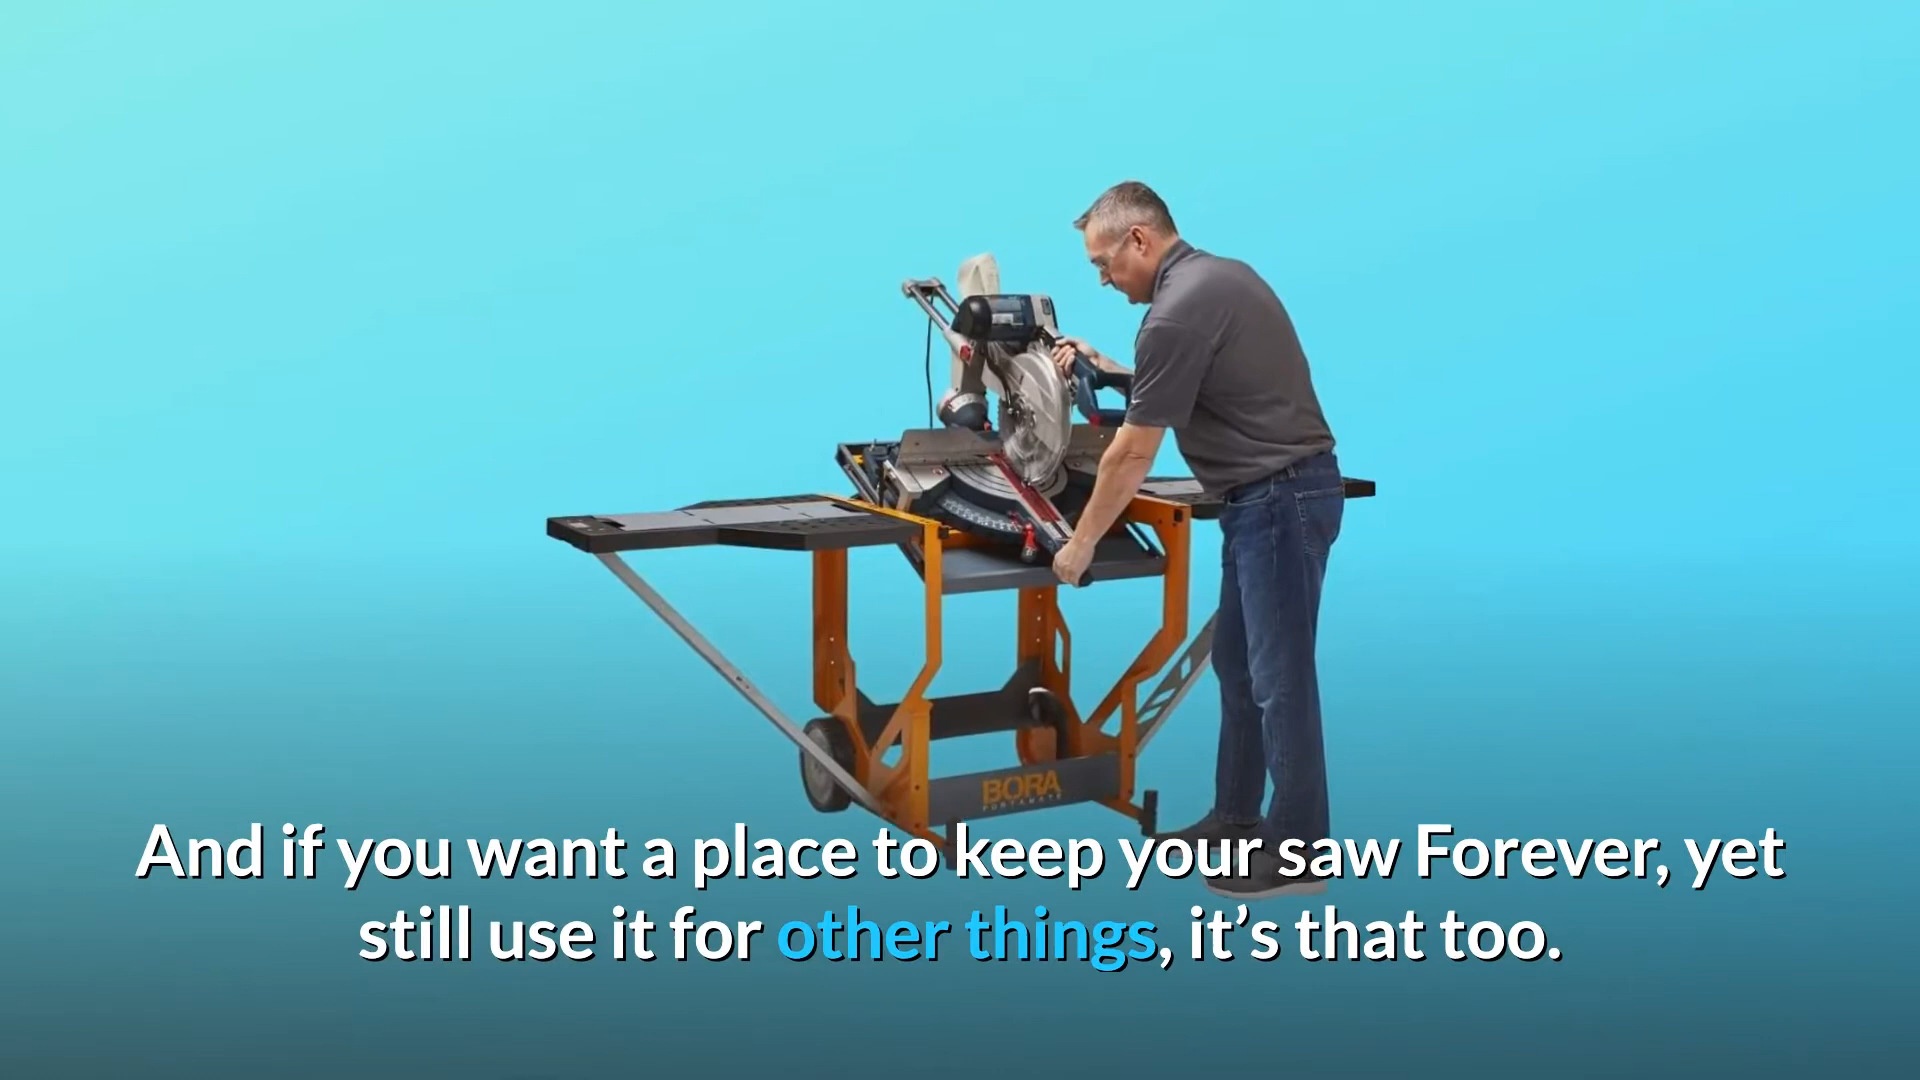 BORA
PORTAMATE
And if you want a place to keep your saw Forever, yet
still use it for other things, it’s that too.